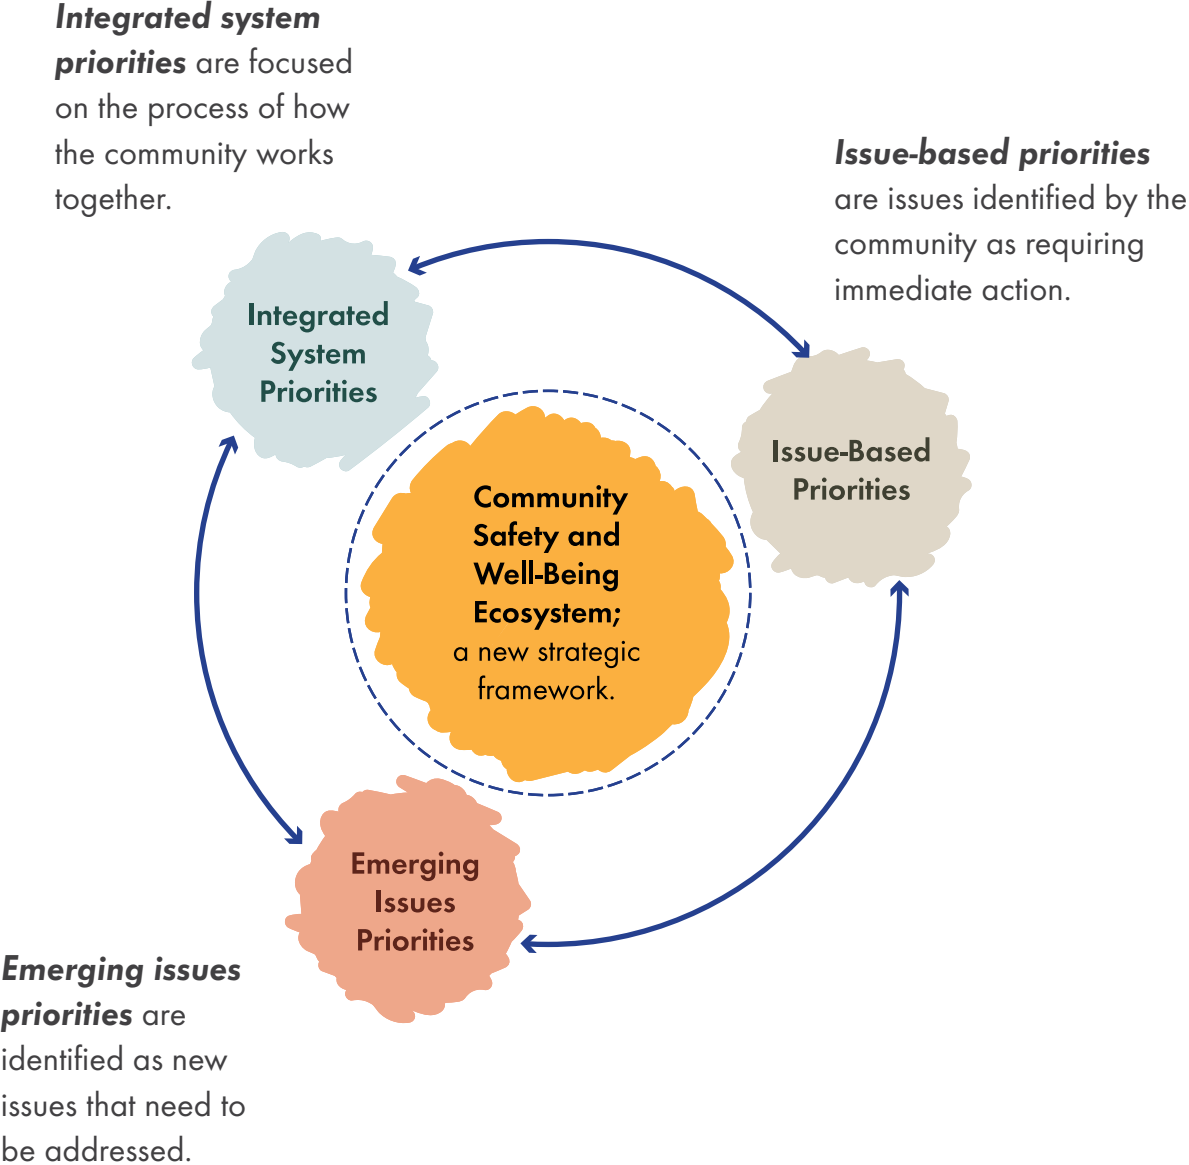 Integrated system
priorities are focused
on the process of how
the community works
together.
Issue-based priorities
are issues identified by the
community as requiring
immediate action.
Integrated
System
Priorities
Issue-Based
Priorities
Community
Safety and
Well-Being
Ecosystem;
a new strategic
framework.
Emerging
Issues
Priorities
Emerging issues
priorities are
identified as new
issues that need to
be addressed.